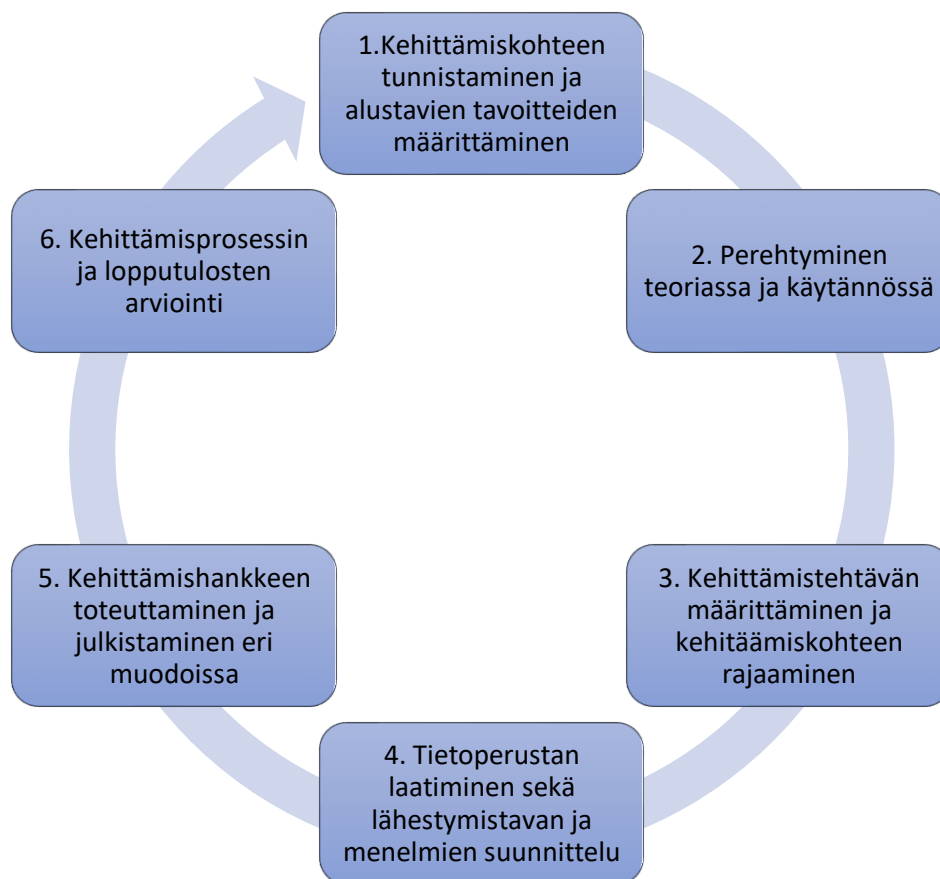 1.Kehittämiskohteen
tunnistaminen ja
alustavien tavoitteiden
määrittäminen
2. Perehtyminen
teoriassa ja käytännössä
3. Kehittämistehtävän
määrittäminen ja
kehitäämiskohteen
rajaaminen
4. Tietoperustan
laatiminen sekä
lähestymistavan ja
menelmien suunnittelu
5. Kehittämishankkeen
toteuttaminen ja
julkistaminen eri
muodoissa
6. Kehittämisprosessin
ja lopputulosten
arviointi